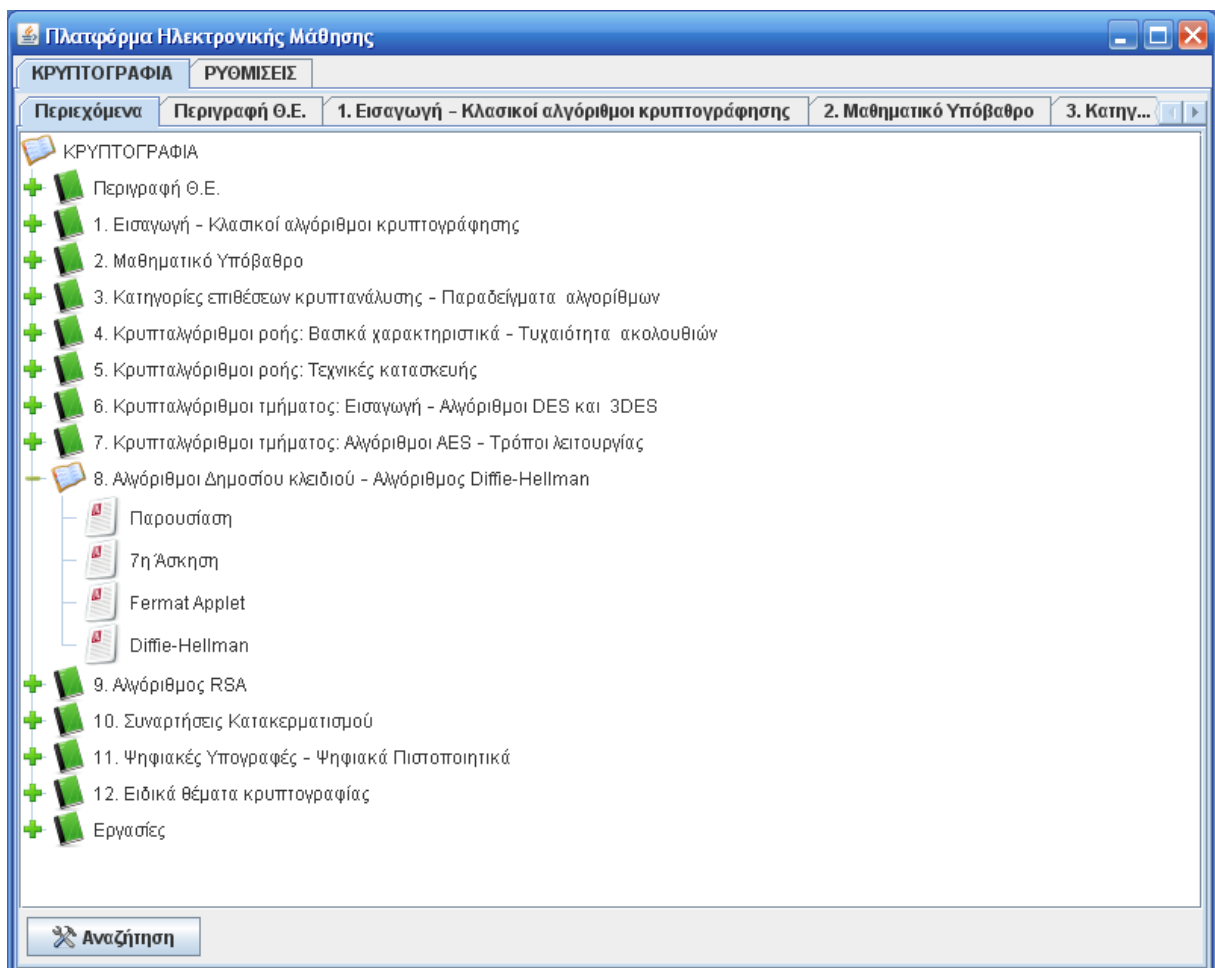 Πλατφόρμα Ηλεκτρονικής Μάθησης
ΚΡΥΠΤΟΓΡΑΦΙΑ ΡΥΘΜΙΣΕΙΣ
Περιεχόμενα Περιγραφή Θ.Ε. 1. Εισαγωγή - Κλασικοί αλγόριθμοι κρυπτογράφησης 2. Μαθηματικό Υπόβαθρο 3. Κατηγ...
ΚΡΥΠΤΟΓΡΑΦΙΑ
Περιγραφή Θ.Ε.
1. Εισαγωγή - Κλασικοί αλγόριθμοι κρυπτογράφησης
2. Μαθηματικό Υπόβαθρο
3. Κατηγορίες επιθέσεων κρυπτανάλυσης - Παραδείγματα αλγορίθμων
4. Κρυπταλγόριθμοι ροής: Βασικά χαρακτηριστικά - Τυχαιότητα ακολουθιών
5. Κρυπταλγόριθμοι ροής: Τεχνικές κατασκευής
6. Κρυπταλγόριθμοι τμήματος: Εισαγωγή - Αλγόριθμοι DES και 3DES
7. Κρυπταλγόριθμοι τμήματος: Αλγόριθμοι AES - Τρόποι λειτουργίας
8. Αλγόριθμοι Δημοσίου κλειδιού - Αλγόριθμος Diffie-Hellman
Παρουσίαση
7η Άσκηση
Fermat Applet
Diffie-Hellman
9. Αλγόριθμος RSA
10. Συναρτήσεις Κατακερματισμού
11. Ψηφιακές Υπογραφές - Ψηφιακά Πιστοποιητικά
12. Ειδικά θέματα κρυπτογραφίας
Εργασίες
Αναζήτηση